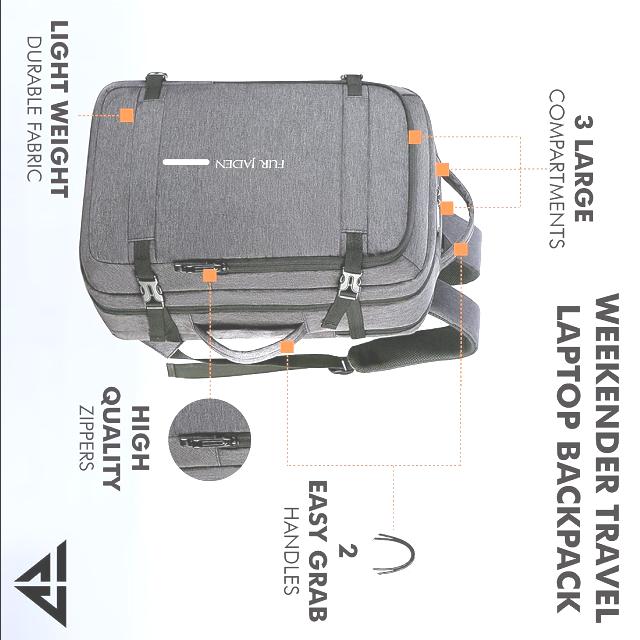 WEEKENDER TRAVEL
LAPTOP BACKPACK
3 LARGE
COMPARTMENTS
FUR JADEN
2
EASY GRAB
HANDLES
HIGH
QUALITY
ZIPPERS
LIGHT WEIGHT
DURABLE FABRIC